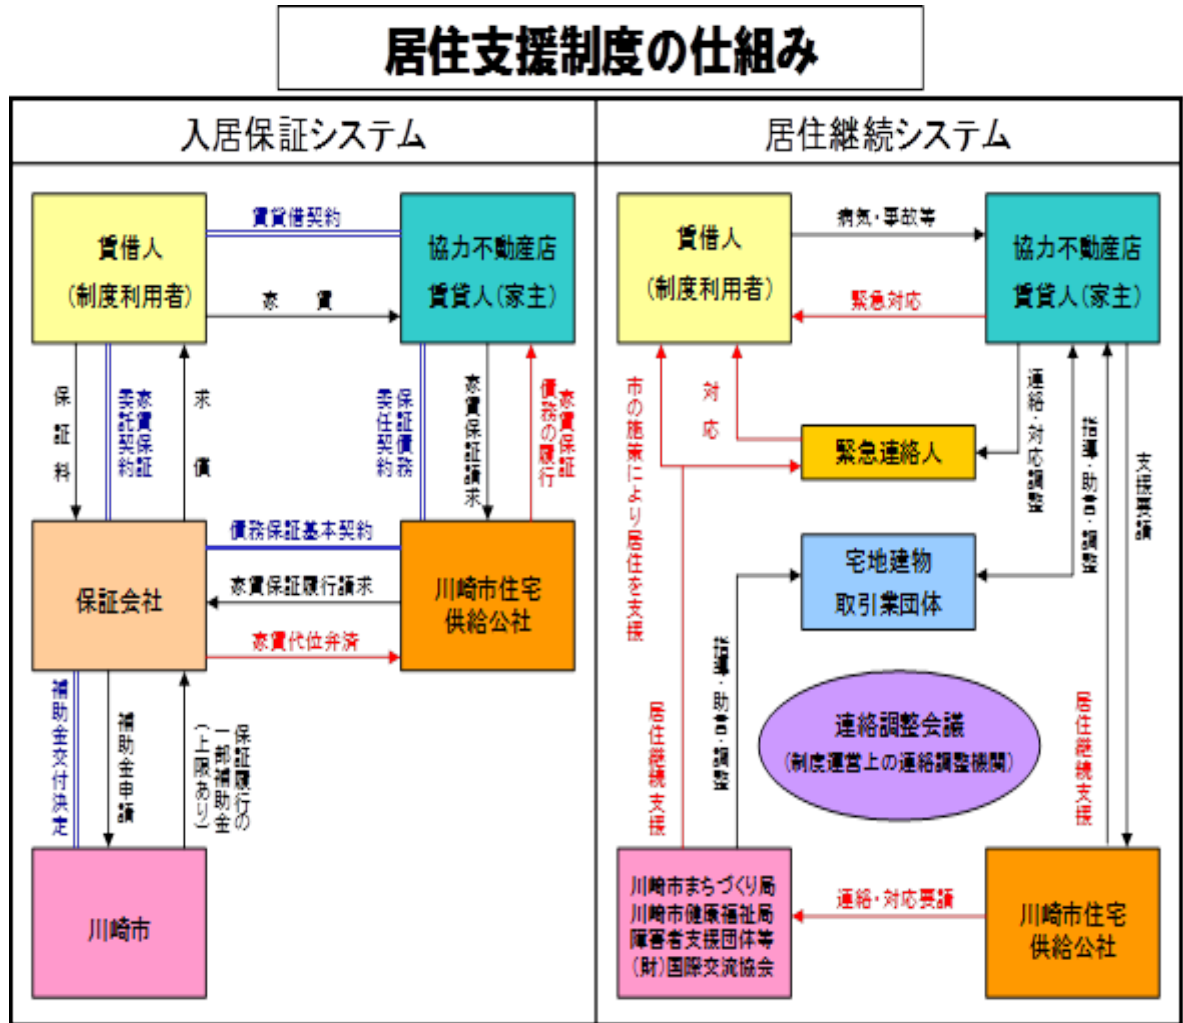 居住支援制度の仕組み
入居保証システム
賃借人
(制度利用者)
賃貸借契約
家　賃
協力不動産店
賃貸人(家主)
保証料
家賃保証
委託契約
求　償
保証債務
委任契約
家賃保証請求
家賃保証
債務の履行
保証会社
債務保証基本契約
家賃保証履行請求
家賃代位弁済
川崎市住宅
供給公社
補助金交付決定
補助金申請
保証履行の
一部補助金
(上限あり)
川崎市
居住継続システム
賃借人
(制度利用者)
病気・事故等
緊急対応
協力不動産店
賃貸人(家主)
市の施策により居住を支援
対応
緊急連絡人
連絡・対応調整
指導・助言・調整
支援要請
宅地建物
取引業団体
居住継続支援
指導・助言・調整
連絡調整会議
(制度運営上の連絡調整機関)
居住継続支援
川崎市まちづくり局
川崎市健康福祉局
障害者支援団体等
(財)国際交流協会
連絡・対応要請
川崎市住宅
供給公社